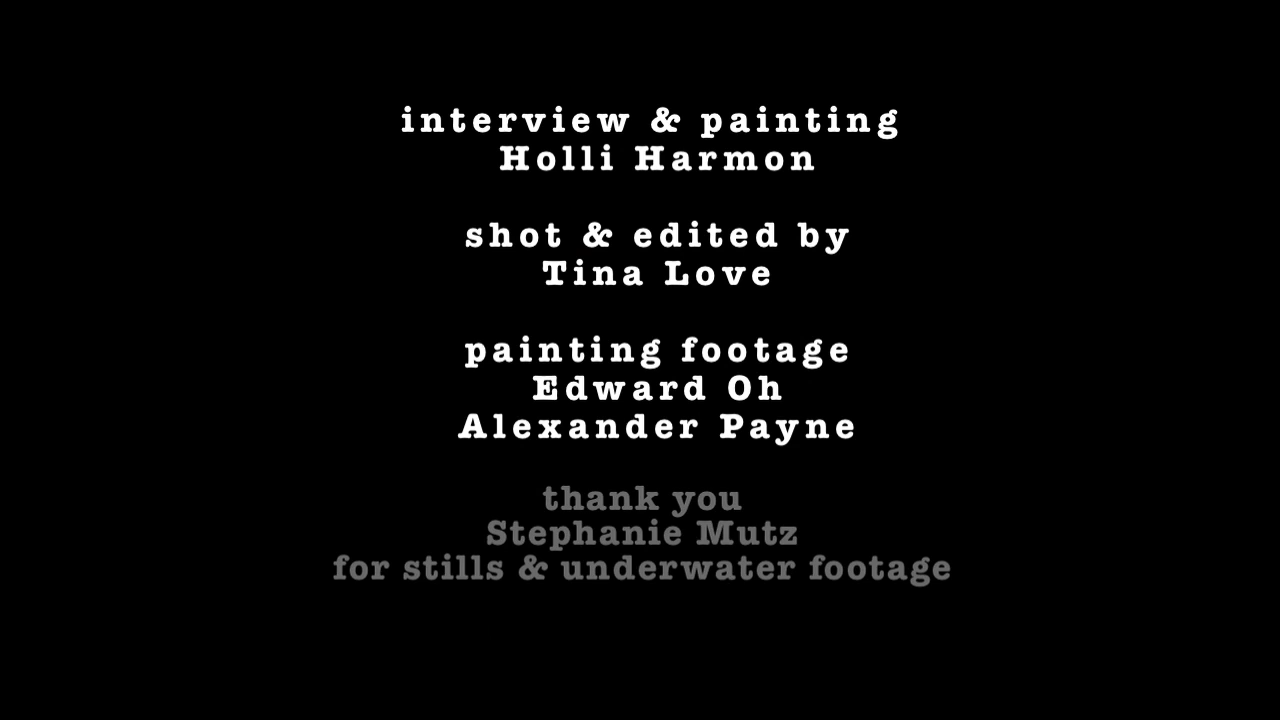 interview & painting
Holli Harmon
shot & edited by
Tina Love
painting footage
Edward Oh
Alexander Payne
thank you
Stephanie Mutz
for stills & underwater footage